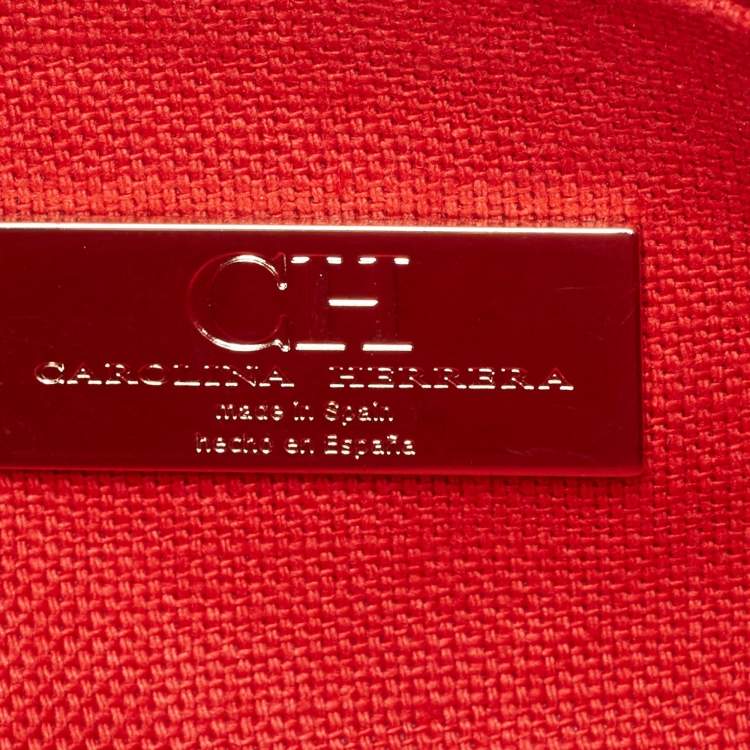 CH
CAROLINA HERRERA
made in Spain
hecho en España